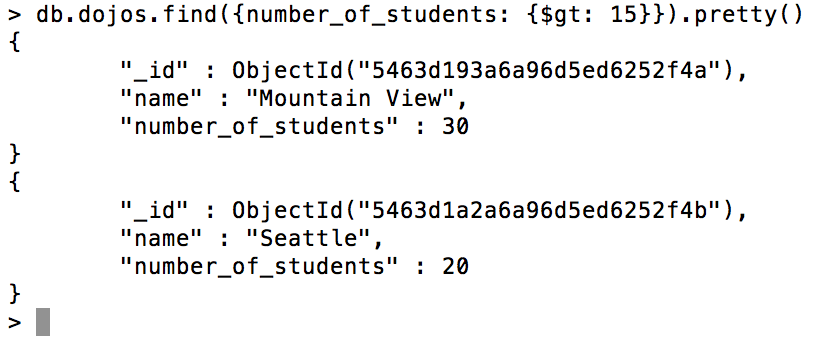 > db.dojos.find({number_of_students: {$gt: 15}}).pretty()
{
        "_id" : ObjectId("5463d193a6a96d5ed6252f4a"),
        "name" : "Mountain View",
        "number_of_students" : 30
}
{
        "_id" : ObjectId("5463d1a2a6a96d5ed6252f4b"),
        "name" : "Seattle",
        "number_of_students" : 20
}
>